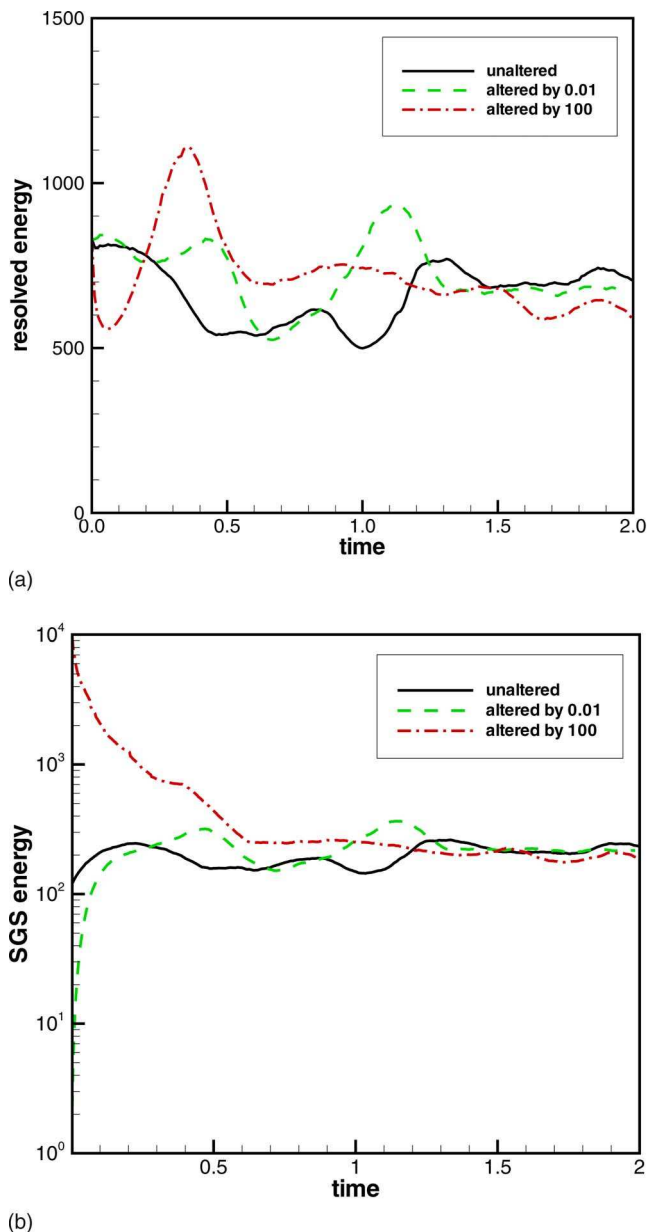 1500
1000
500
0
resolved energy
unaltered
altered by 0.01
altered by 100
0.0 0.5 1.0 1.5 2.0
time
(a)
10^4
10^3
10^2
10^1
10^0
SGS energy
unaltered
altered by 0.01
altered by 100
0.5 1 1.5 2
time
(b)